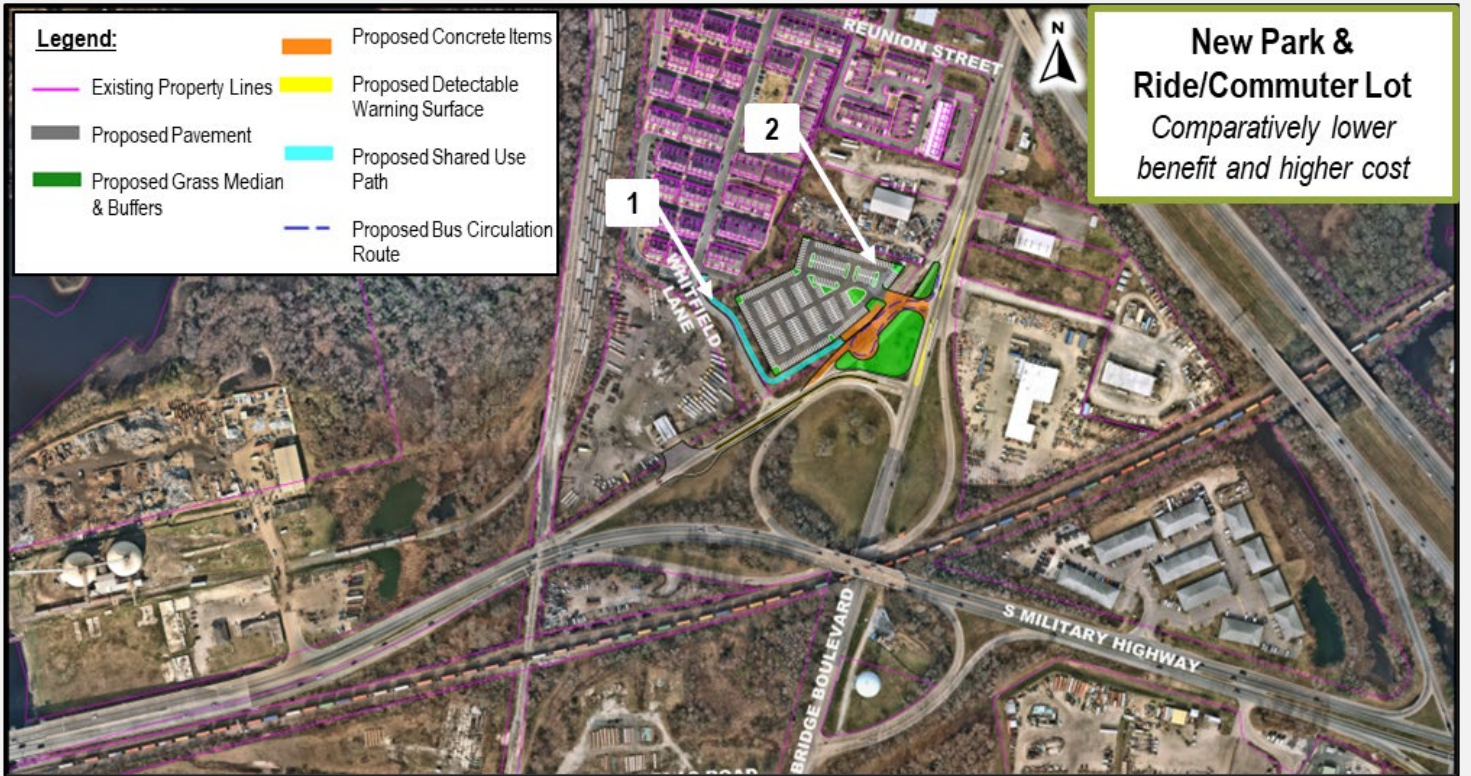 Legend:
Existing Property Lines
Proposed Pavement
Proposed Grass Median
& Buffers
Proposed Concrete Items
Proposed Detectable
Warning Surface
Proposed Shared Use
Path
Proposed Bus Circulation
Route
REUNION STREET
N
New Park &
Ride/Commuter Lot
Comparatively lower
benefit and higher cost
2
1
WHITFIELD
LANE
S MILITARY HIGHWAY
BRIDGE BOULEVARD
ROAD